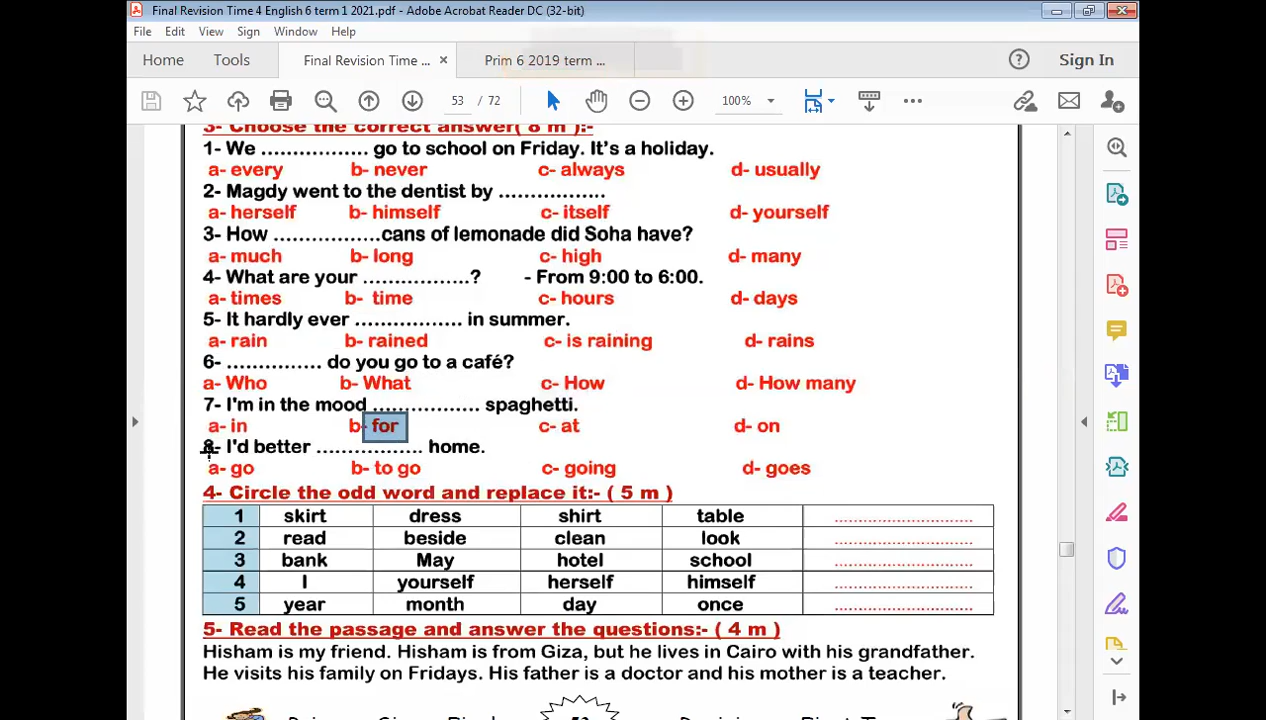 Final Revision Time 4 English 6 term 1 2021.pdf - Adobe Acrobat Reader DC (32-bit)
File Edit View Sign Window Help
Home Tools Final Revision Time ... × Prim 6 2019 term ... Sign In
53 / 72 100%
3- Choose the correct answer( 8 m ):-
1- We ................. go to school on Friday. It's a holiday.
a- every b- never c- always d- usually
2- Magdy went to the dentist by .................
a- herself b- himself c- itself d- yourself
3- How .................cans of lemonade did Soha have?
a- much b- long c- high d- many
4- What are your .................? - From 9:00 to 6:00.
a- times b- time c- hours d- days
5- It hardly ever ................. in summer.
a- rain b- rained c- is raining d- rains
6- ............... do you go to a café?
a- Who b- What c- How d- How many
7- I'm in the mood ................. spaghetti.
a- in b- for c- at d- on
8- I'd better ................. home.
a- go b- to go c- going d- goes
4- Circle the odd word and replace it:- ( 5 m )
1 skirt dress shirt table ..........................
2 read beside clean look ..........................
3 bank May hotel school ..........................
4 I yourself herself himself ..........................
5 year month day once ..........................
5- Read the passage and answer the questions:- ( 4 m )
Hisham is my friend. Hisham is from Giza, but he lives in Cairo with his grandfather.
He visits his family on Fridays. His father is a doctor and his mother is a teacher.